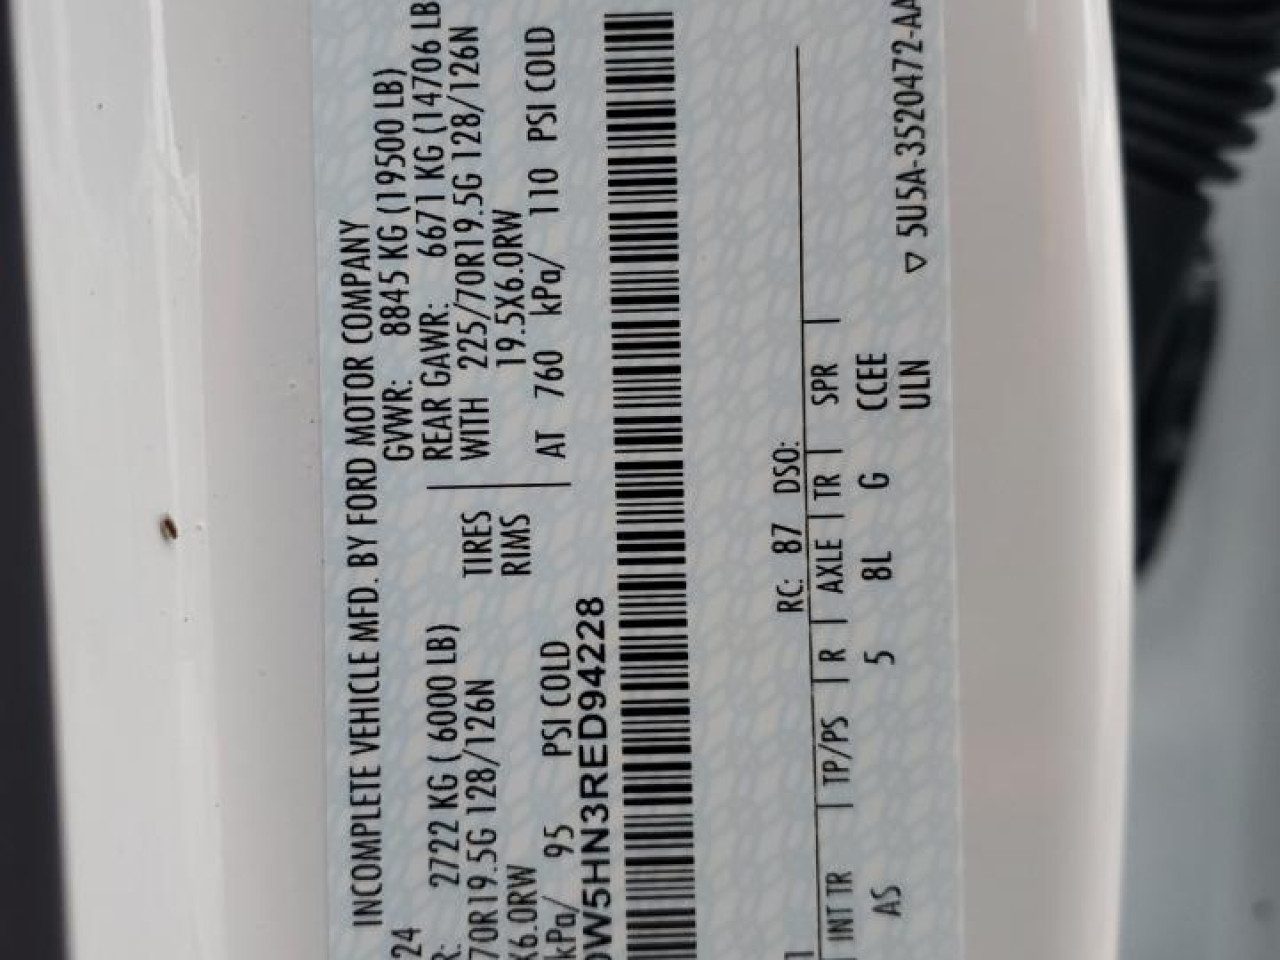 INCOMPLETE VEHICLE MFD. BY FORD MOTOR COMPANY
24
GVWR: 8845 KG (19500 LB)
R: 2722 KG ( 6000 LB)
REAR GAWR: 6671 KG (14706 LB
70R19.5G 128/126N
TIRES
WITH 225/70R19.5G 128/126N
X6.0RW
RIMS
19.5X6.0RW
kPa/ 95 PSI COLD
AT 760 kPa/ 110 PSI COLD
W5HN3RED94228
RC: 87 DSO:
INT TR | TP/PS | R | AXLE | TR | SPR |
AS 5 8L G CCEE
ULN
▽ 5U5A-3520472-AA